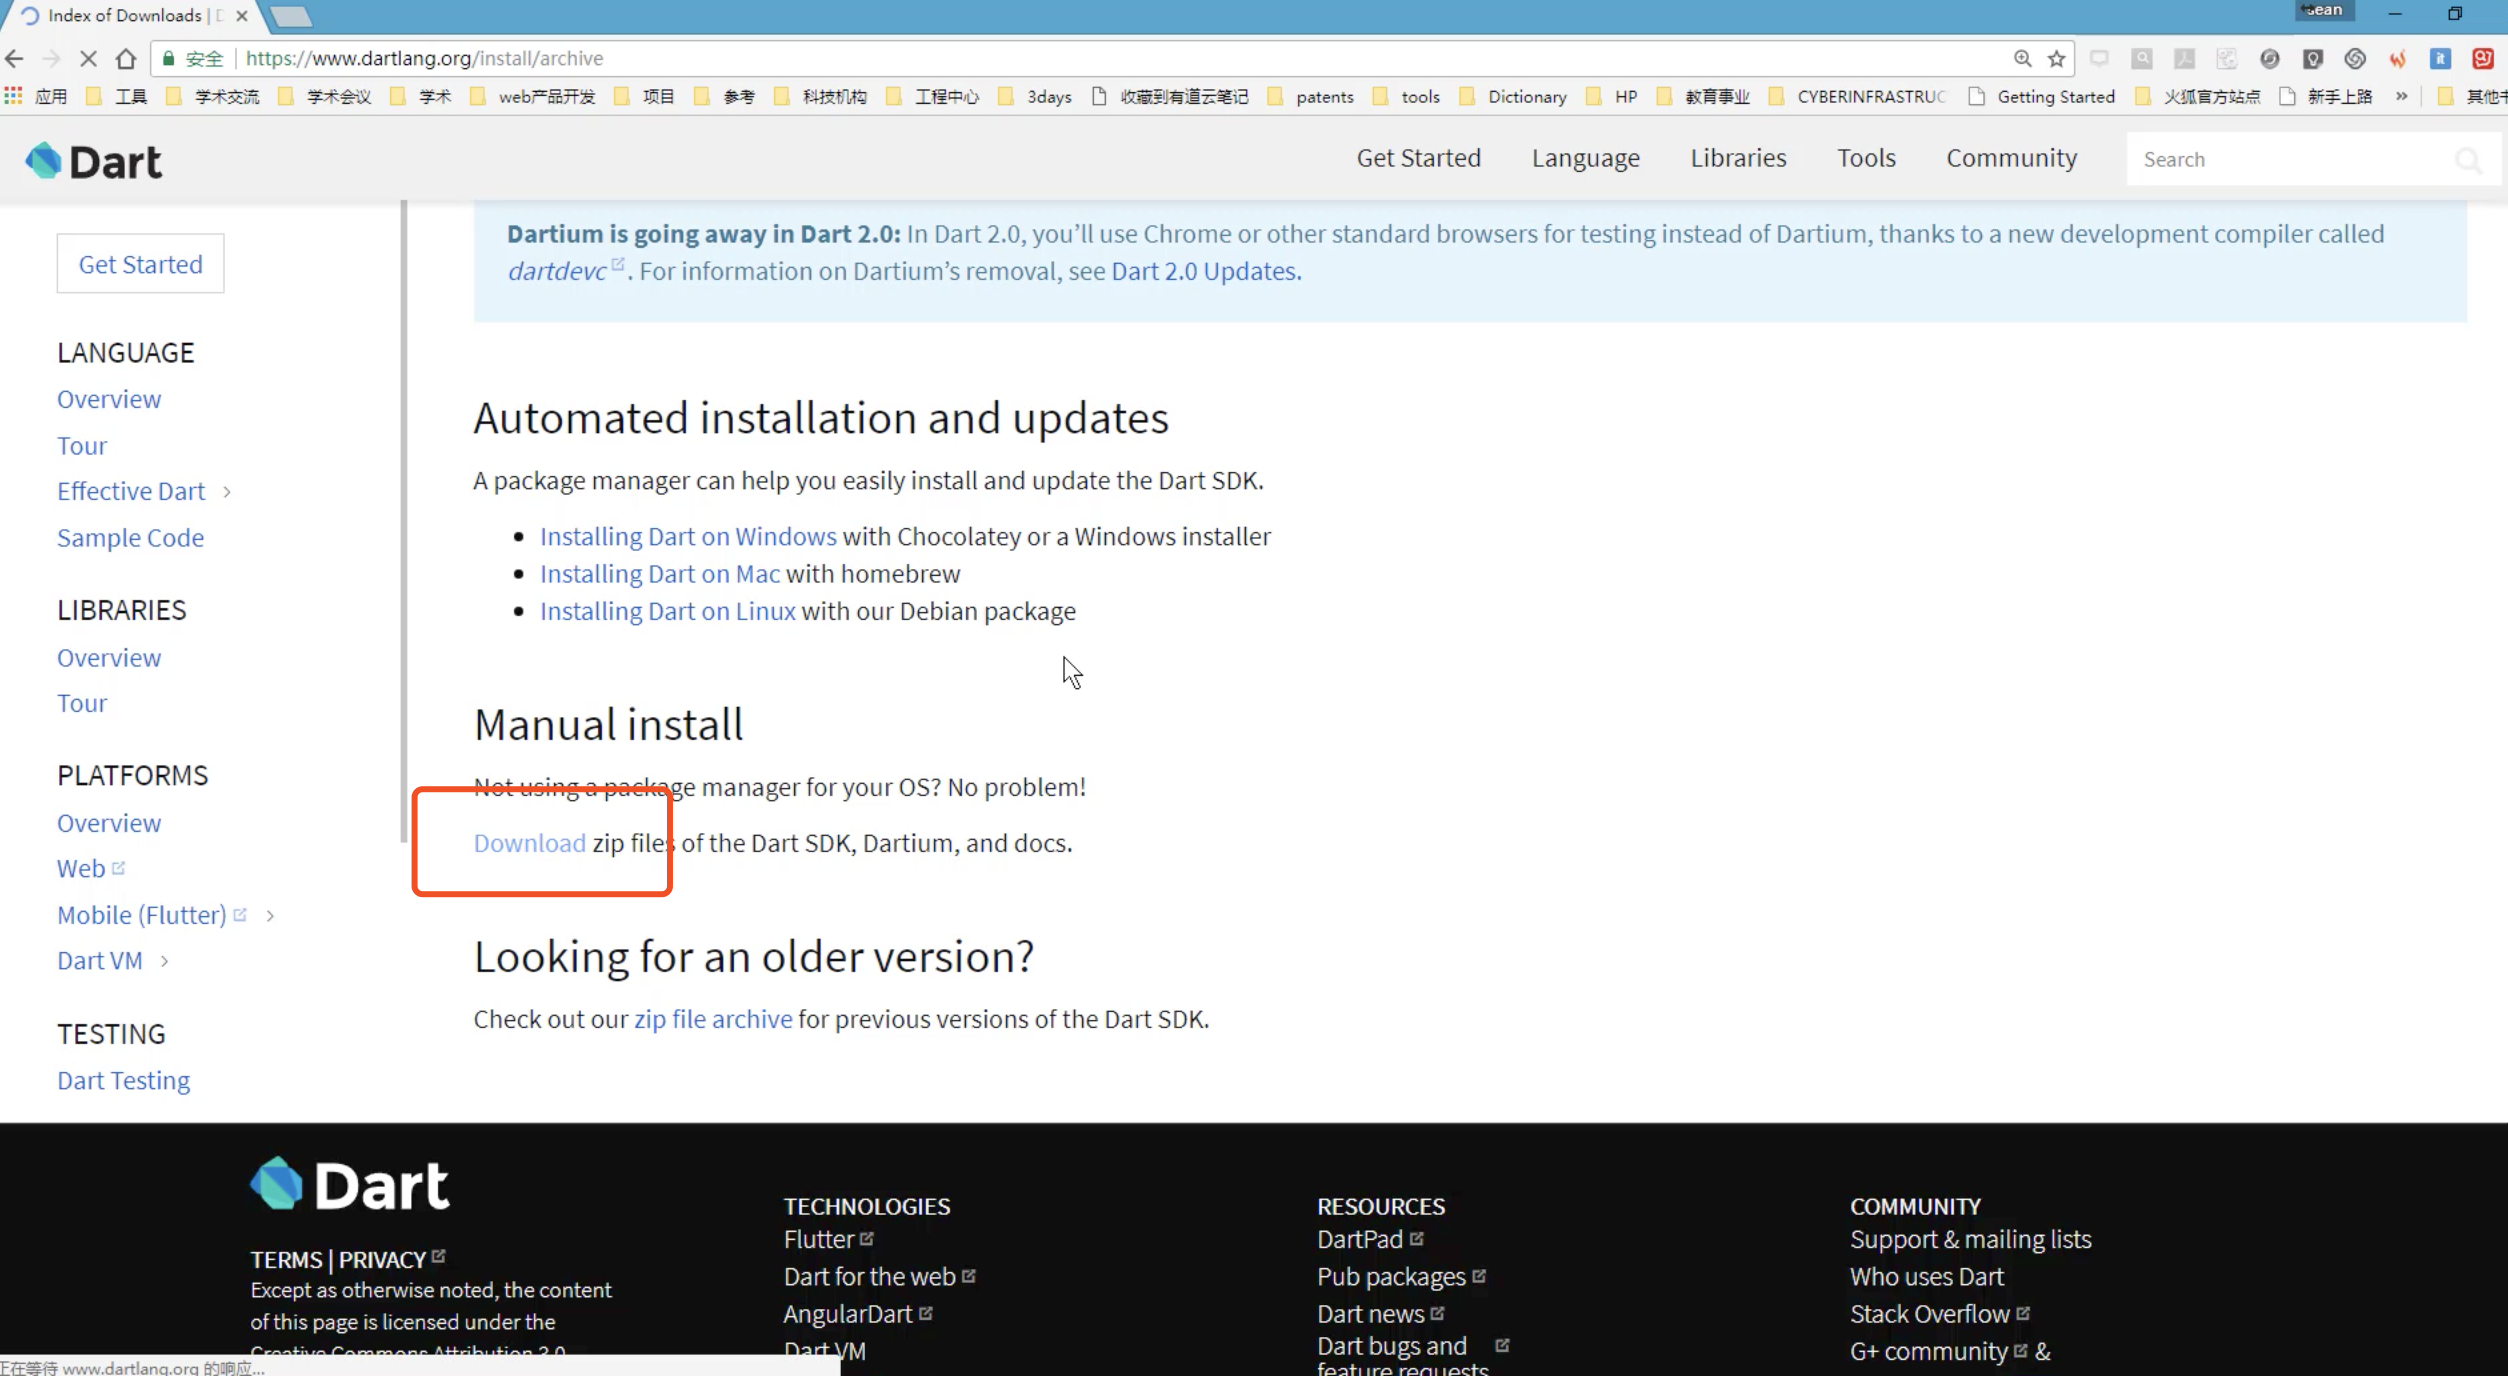 Index of Downloads |
Sean
安全
https://www.dartlang.org/install/archive
应用
工具
学术交流
学术会议
学术
web产品开发
项目
参考
科技机构
工程中心
3days
收藏到有道云笔记
patents
tools
Dictionary
HP
教育事业
CYBERINFRASTRUC
Getting Started
火狐官方站点
新手上路
»
Dart
Get Started
Language
Libraries
Tools
Community
Search
Get Started
LANGUAGE
Overview
Tour
Effective Dart
Sample Code
LIBRARIES
Overview
Tour
PLATFORMS
Overview
Web
Mobile (Flutter)
Dart VM
TESTING
Dart Testing
Dartium is going away in Dart 2.0: In Dart 2.0, you’ll use Chrome or other standard browsers for testing instead of Dartium, thanks to a new development compiler called
dartdevc. For information on Dartium’s removal, see Dart 2.0 Updates.
Automated installation and updates
A package manager can help you easily install and update the Dart SDK.
• Installing Dart on Windows with Chocolatey or a Windows installer
• Installing Dart on Mac with homebrew
• Installing Dart on Linux with our Debian package
Manual install
Not using a package manager for your OS? No problem!
Download zip files of the Dart SDK, Dartium, and docs.
Looking for an older version?
Check out our zip file archive for previous versions of the Dart SDK.
Dart
TERMS | PRIVACY
Except as otherwise noted, the content
of this page is licensed under the
Creative Commons Attribution 3.0
TECHNOLOGIES
Flutter
Dart for the web
AngularDart
Dart VM
RESOURCES
DartPad
Pub packages
Dart news
Dart bugs and
feature requests
COMMUNITY
Support & mailing lists
Who uses Dart
Stack Overflow
G+ community &
正在等待 www.dartlang.org 的响应...